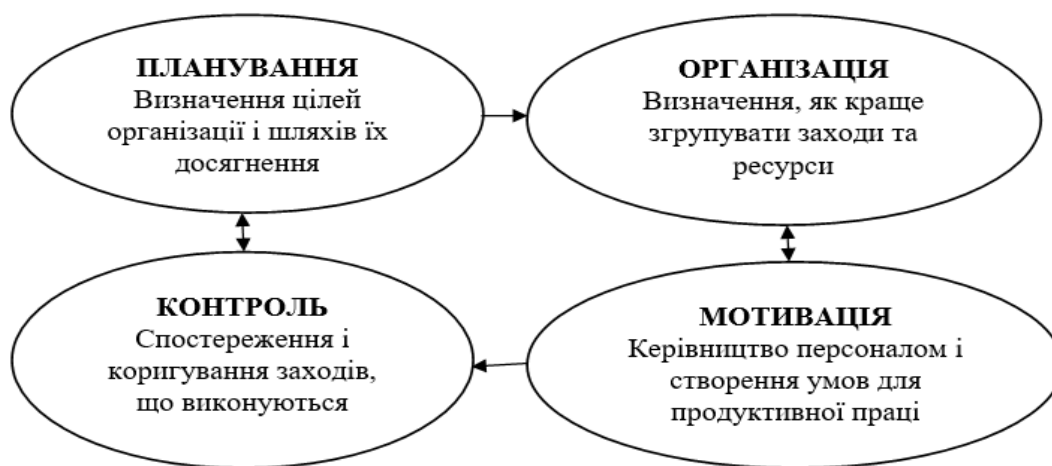 ПЛАНУВАННЯ
Визначення цілей
організації і шляхів їх
досягнення
ОРГАНІЗАЦІЯ
Визначення, як краще
згрупувати заходи та
ресурси
КОНТРОЛЬ
Спостереження і
коригування заходів,
що виконуються
МОТИВАЦІЯ
Керівництво персоналом і
створення умов для
продуктивної праці